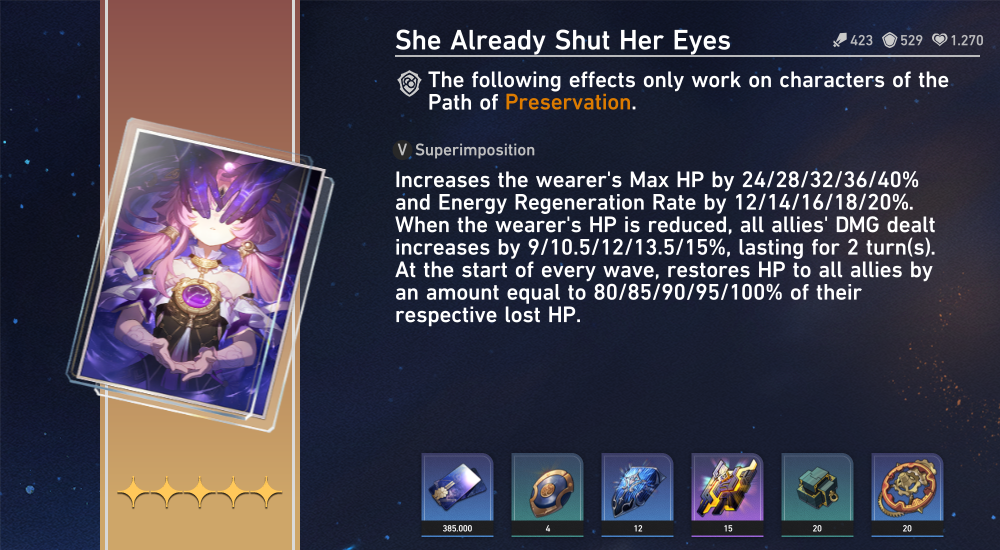 She Already Shut Her Eyes
423 529 1.270
The following effects only work on characters of the
Path of Preservation.
V Superimposition
Increases the wearer's Max HP by 24/28/32/36/40%
and Energy Regeneration Rate by 12/14/16/18/20%.
When the wearer's HP is reduced, all allies' DMG dealt
increases by 9/10.5/12/13.5/15%, lasting for 2 turn(s).
At the start of every wave, restores HP to all allies by
an amount equal to 80/85/90/95/100% of their
respective lost HP.
385.000 4 12 15 20 20